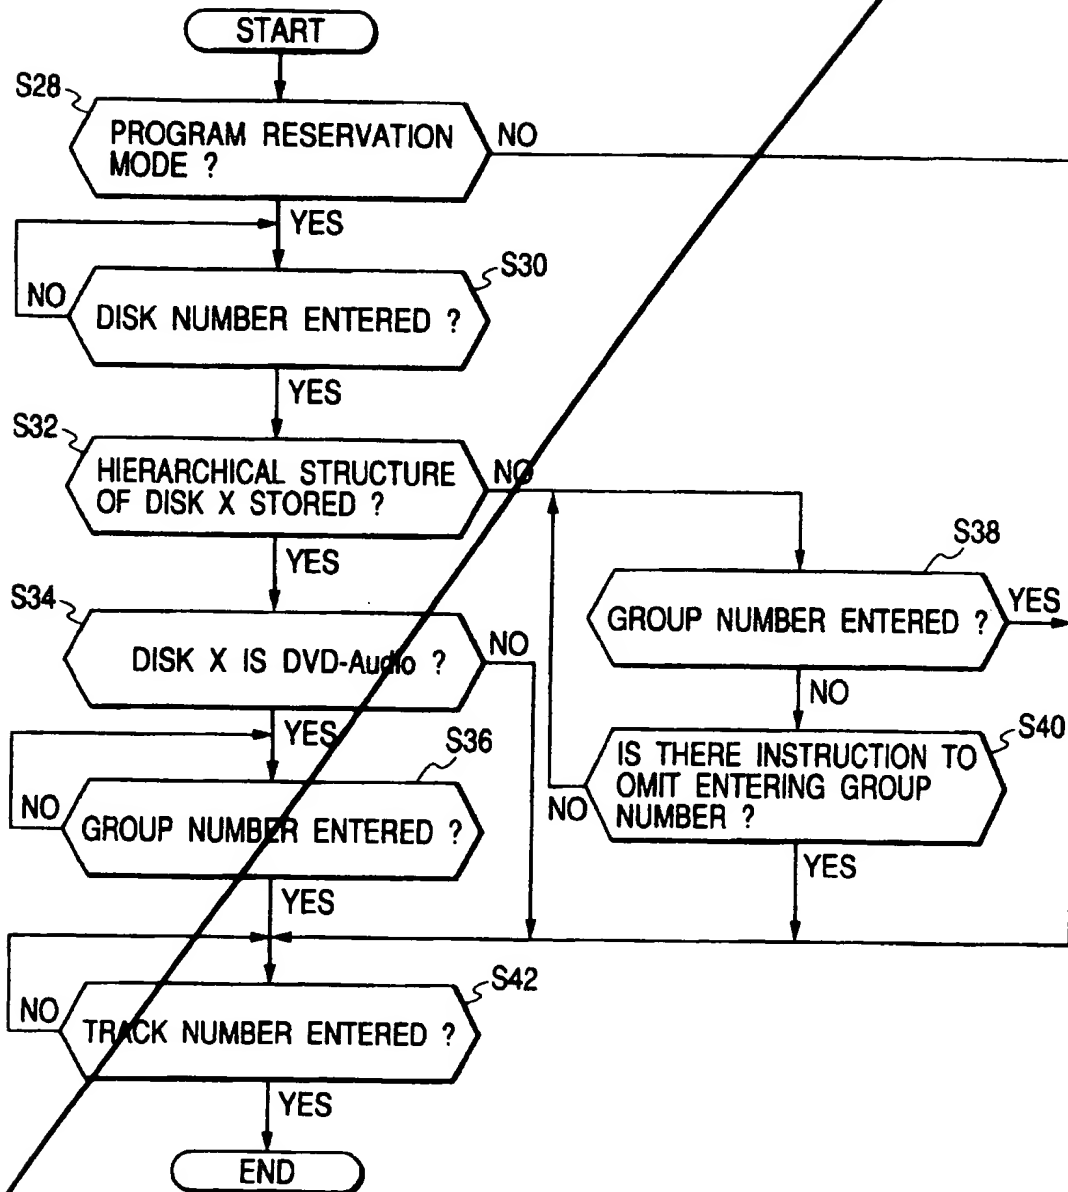 START
S28
PROGRAM RESERVATION
MODE ?
NO
YES
S30
NO
DISK NUMBER ENTERED ?
YES
S32
HIERARCHICAL STRUCTURE
OF DISK X STORED ?
NO
YES
S38
GROUP NUMBER ENTERED ?
YES
NO
S34
DISK X IS DVD-Audio ?
NO
YES
S40
IS THERE INSTRUCTION TO
OMIT ENTERING GROUP
NUMBER ?
NO
YES
S36
NO
GROUP NUMBER ENTERED ?
YES
S42
NO
TRACK NUMBER ENTERED ?
YES
END